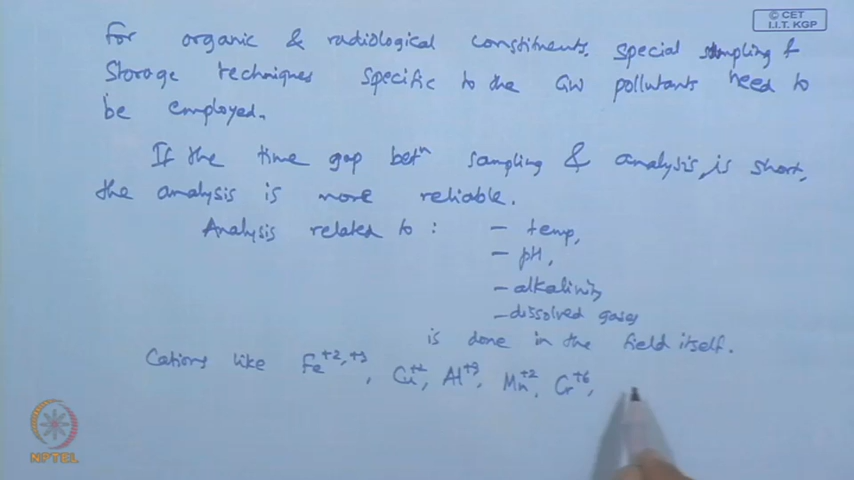 © CET
I.I.T. KGP
For organic & radiological constituents, special sampling &
storage techniques specific to the GW pollutants need to
be employed.
If the time gap betn sampling & analysis, is short,
the analysis is more reliable.
Analysis related to : – temp,
– pH,
– alkalinity
– dissolved gases
is done in the field itself.
Cations like Fe+2,+3, Cu+2, Al+3, Mn+2, Cr+6,
NPTEL